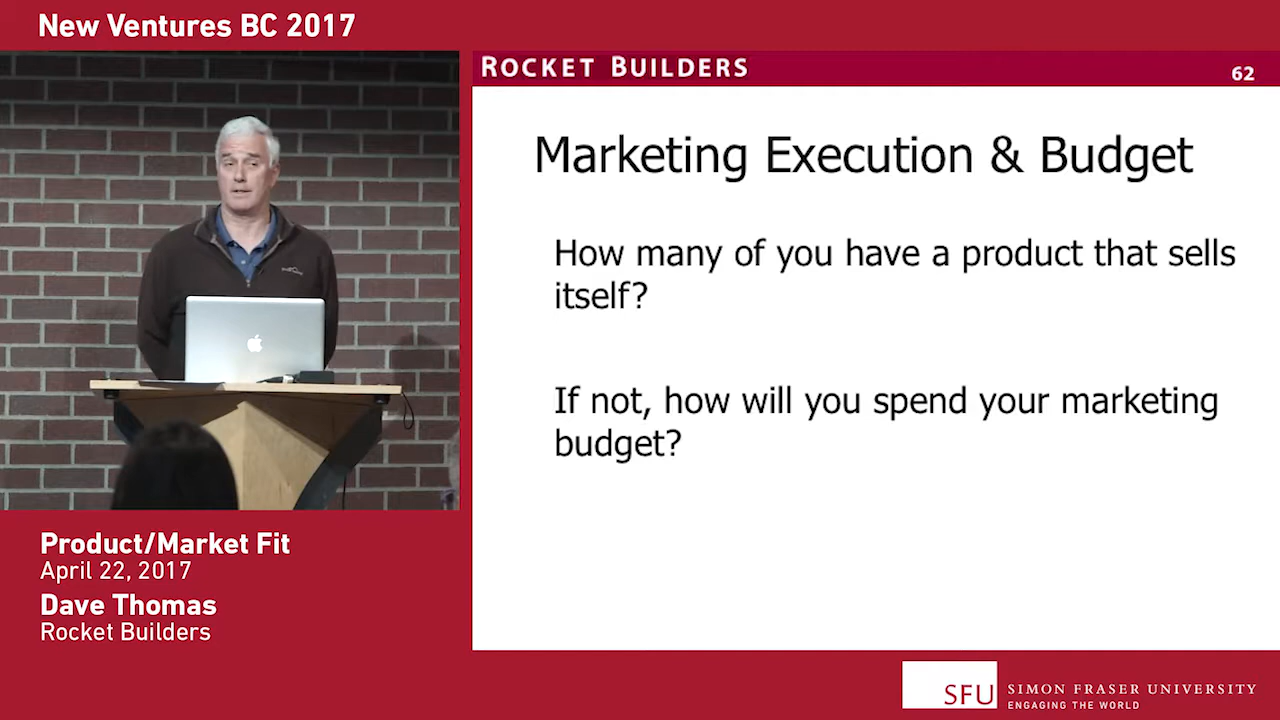 New Ventures BC 2017
ROCKET BUILDERS
62
Marketing Execution & Budget
How many of you have a product that sells
itself?
If not, how will you spend your marketing
budget?
Product/Market Fit
April 22, 2017
Dave Thomas
Rocket Builders
SFU
SIMON FRASER UNIVERSITY
ENGAGING THE WORLD